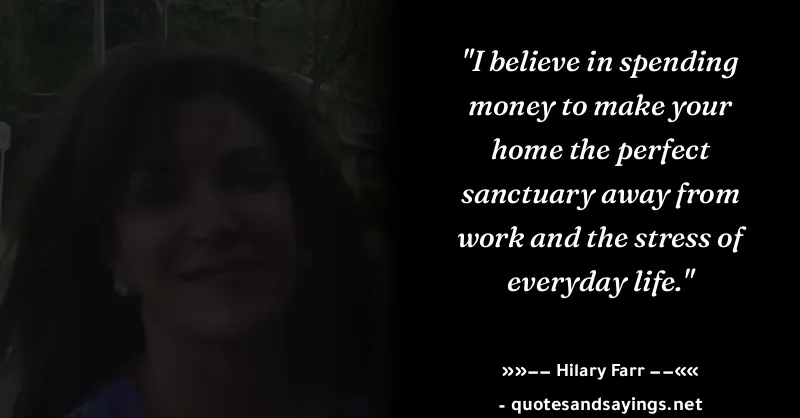 "I believe in spending
money to make your
home the perfect
sanctuary away from
work and the stress of
everyday life."
»»−− Hilary Farr −−««
- quotesandsayings.net